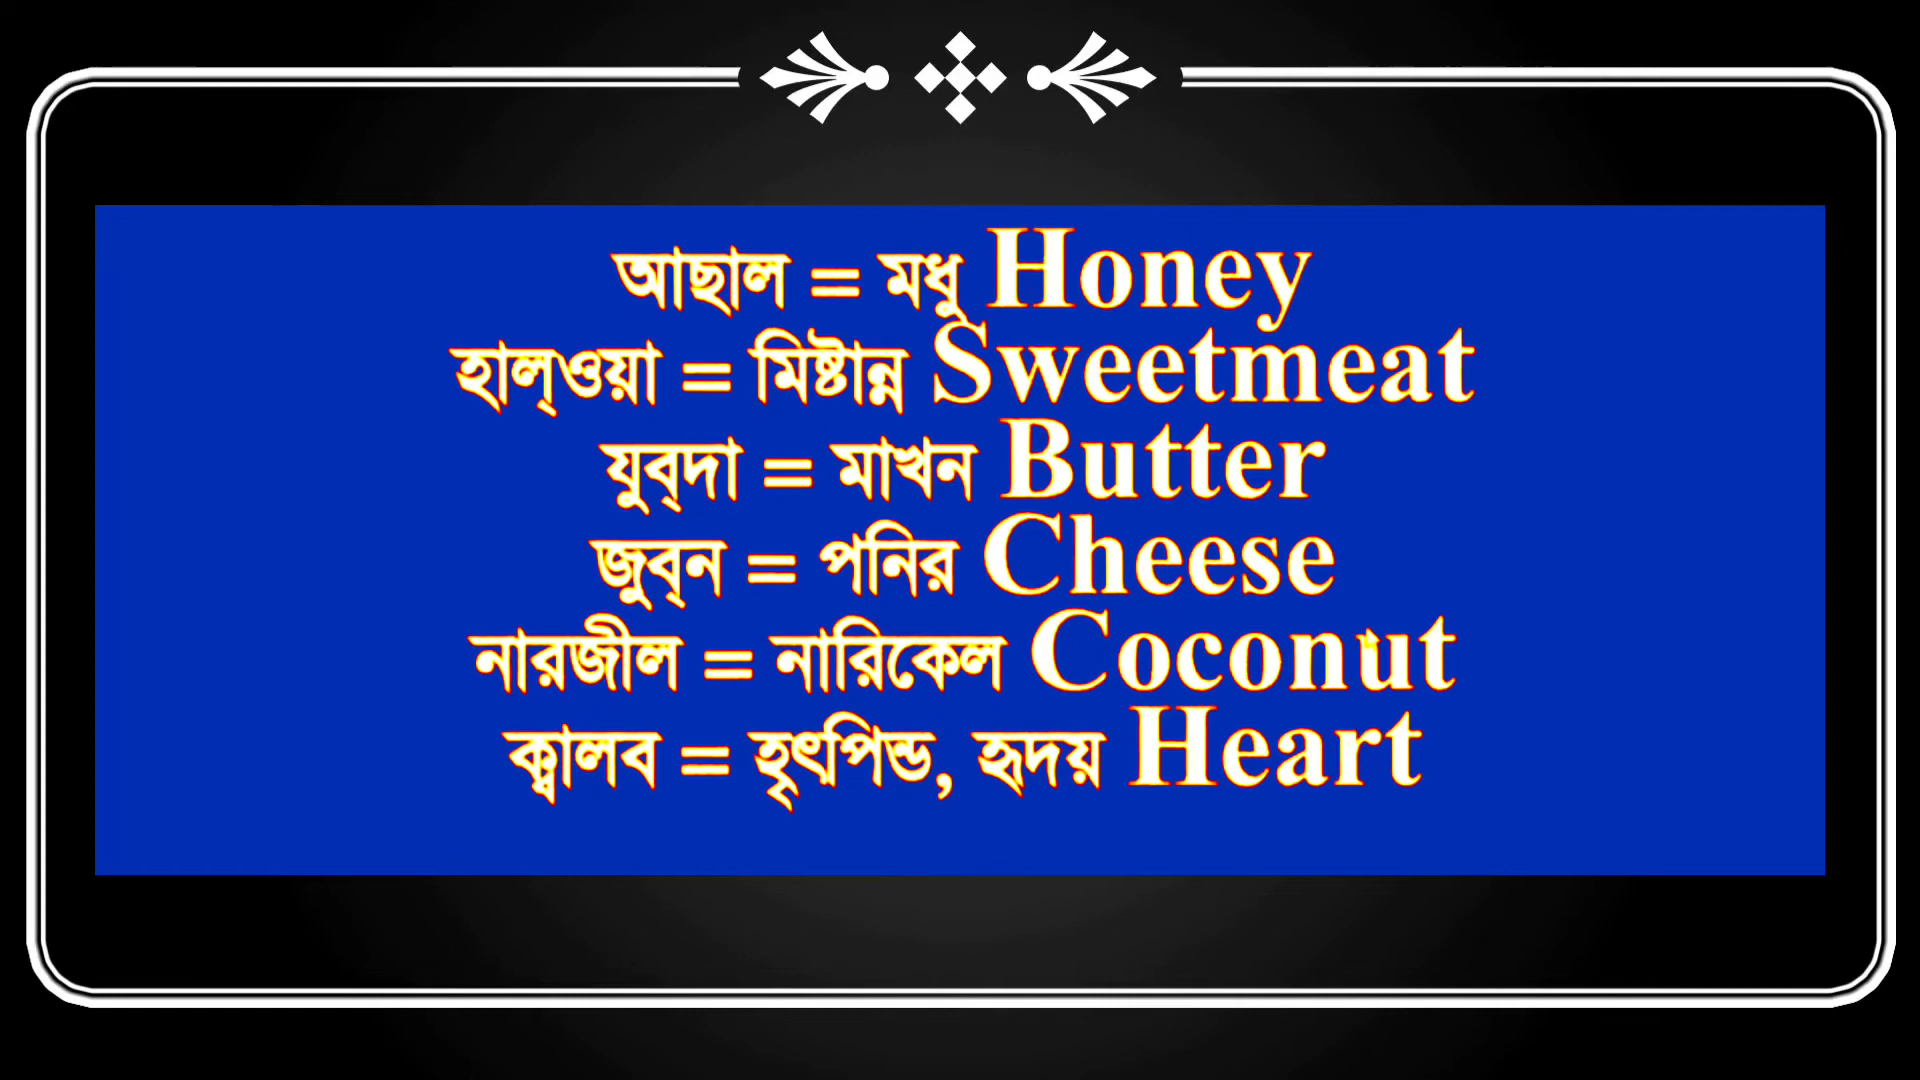 আছাল = মধু Honey
হাল্ওয়া = মিষ্টান্ন Sweetmeat
যুব্দা = মাখন Butter
জুব্ন = পনির Cheese
নারজীল = নারিকেল Coconut
ক্বালব = হৃৎপিন্ড, হৃদয় Heart